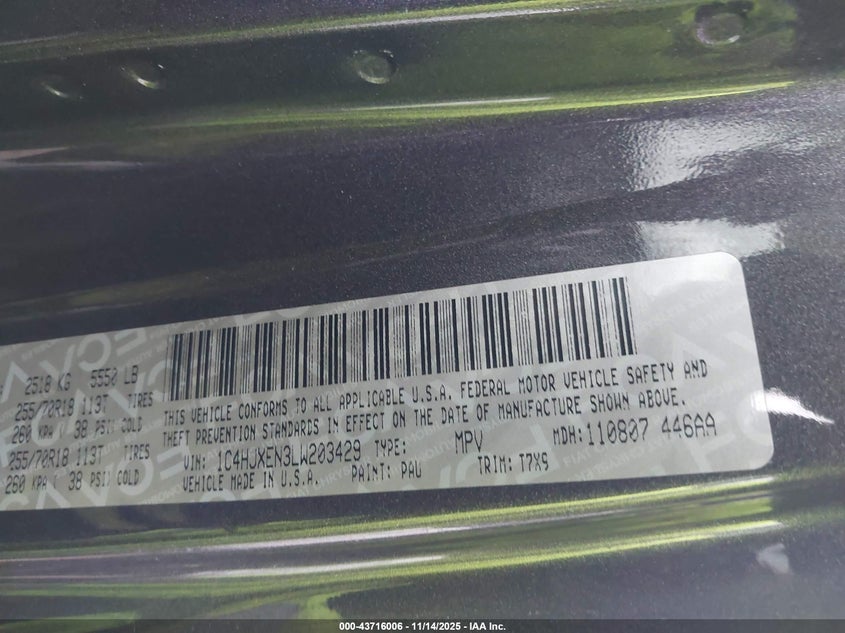 2518 KG 5550 LB
255/70R18 113T TIRES
260 KPA / 38 PSI COLD
255/70R18 113T TIRES
260 KPA / 38 PSI COLD
THIS VEHICLE CONFORMS TO ALL APPLICABLE U.S.A. FEDERAL MOTOR VEHICLE SAFETY AND
THEFT PREVENTION STANDARDS IN EFFECT ON THE DATE OF MANUFACTURE SHOWN ABOVE.
VIN: 1C4HJXEN3LW203429 TYPE: MPV MDH: 110807 446AA
VEHICLE MADE IN U.S.A. PAINT: PAU TRIM: T7X9
000-43716006 - 11/14/2025 - IAA Inc.